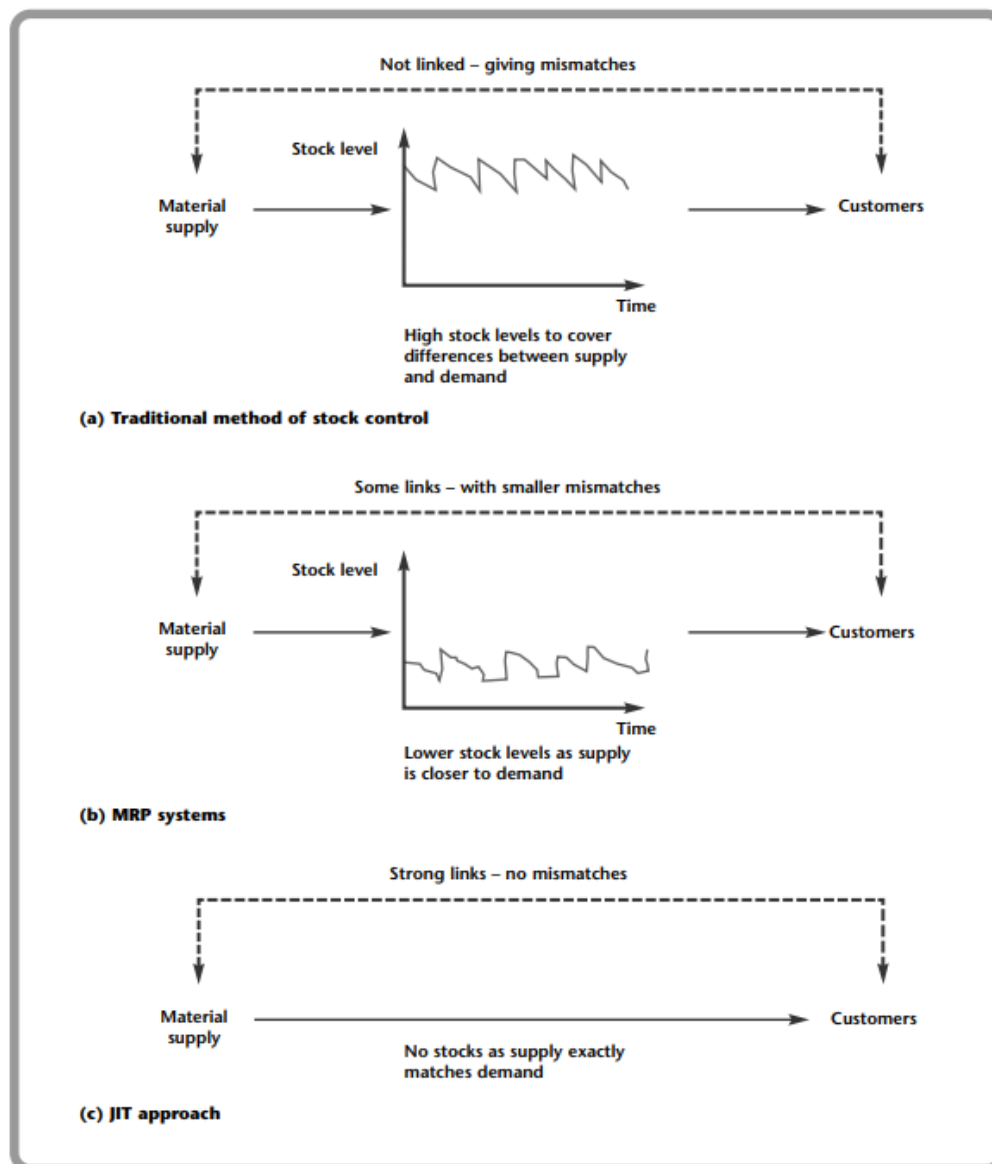 Not linked – giving mismatches
Stock level
Material
supply
Customers
Time
High stock levels to cover
differences between supply
and demand
(a) Traditional method of stock control
Some links – with smaller mismatches
Stock level
Material
supply
Customers
Time
Lower stock levels as supply
is closer to demand
(b) MRP systems
Strong links – no mismatches
Material
supply
Customers
No stocks as supply exactly
matches demand
(c) JIT approach